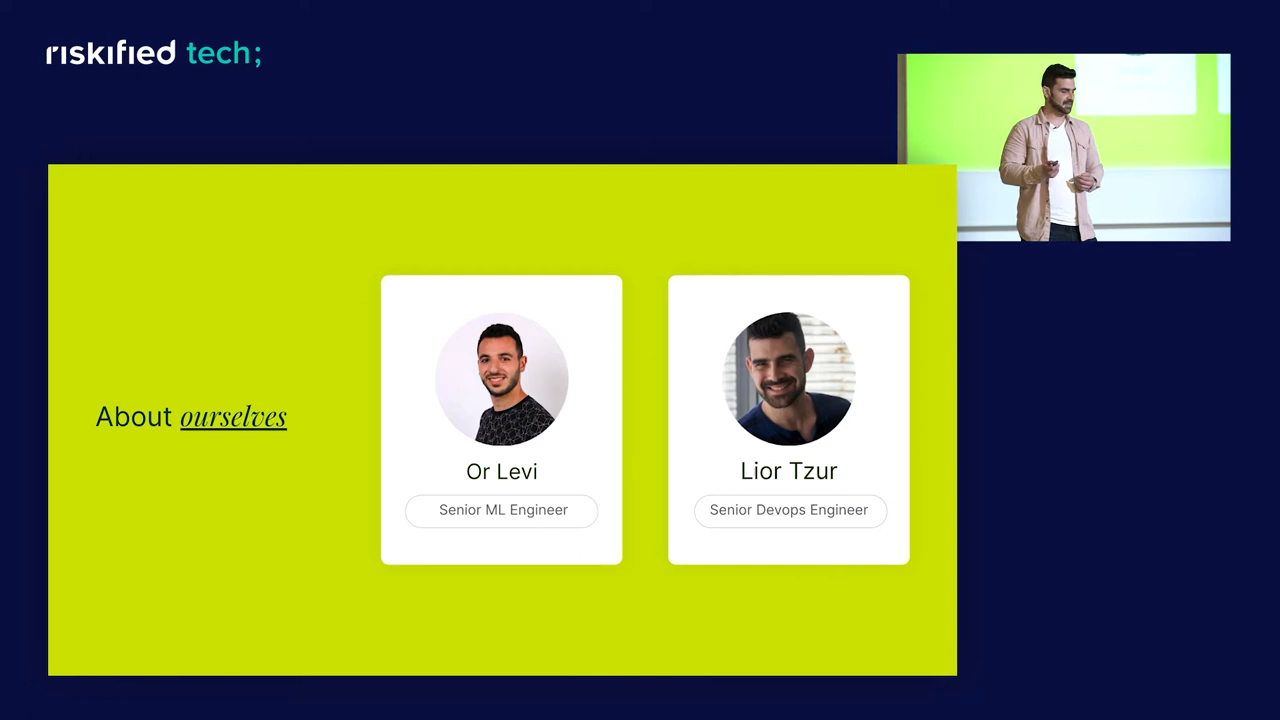 riskified tech;
About ourselves
Or Levi
Senior ML Engineer
Lior Tzur
Senior Devops Engineer